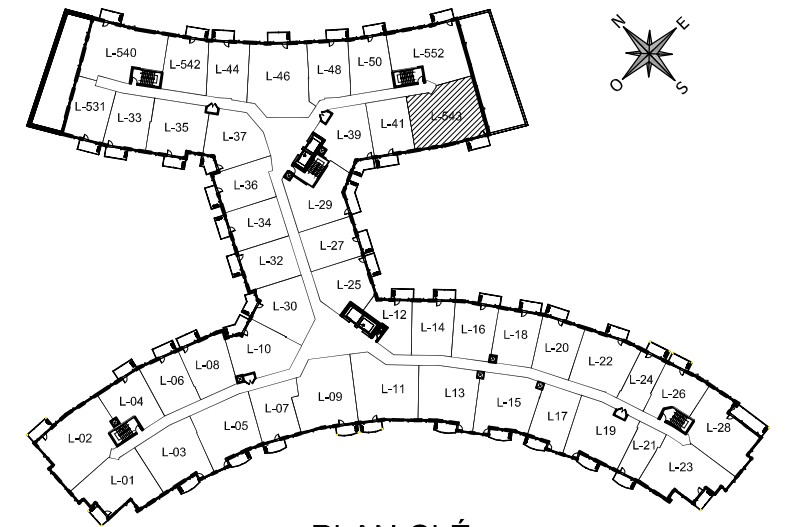 N E
O S
L-540 L-542 L-44 L-46 L-48 L-50 L-552
L-531 L-33 L-35 L-37 L-39 L-41 L-543
L-36 L-29
L-34
L-32 L-27
L-30 L-25
L-12 L-14 L-16 L-18 L-20 L-22 L-24 L-26 L-28
L-02 L-04 L-06 L-08 L-10
L-01 L-03 L-05 L-07 L-09 L-11 L13 L-15 L17 L19 L-21 L-23
PLAN CLÉ